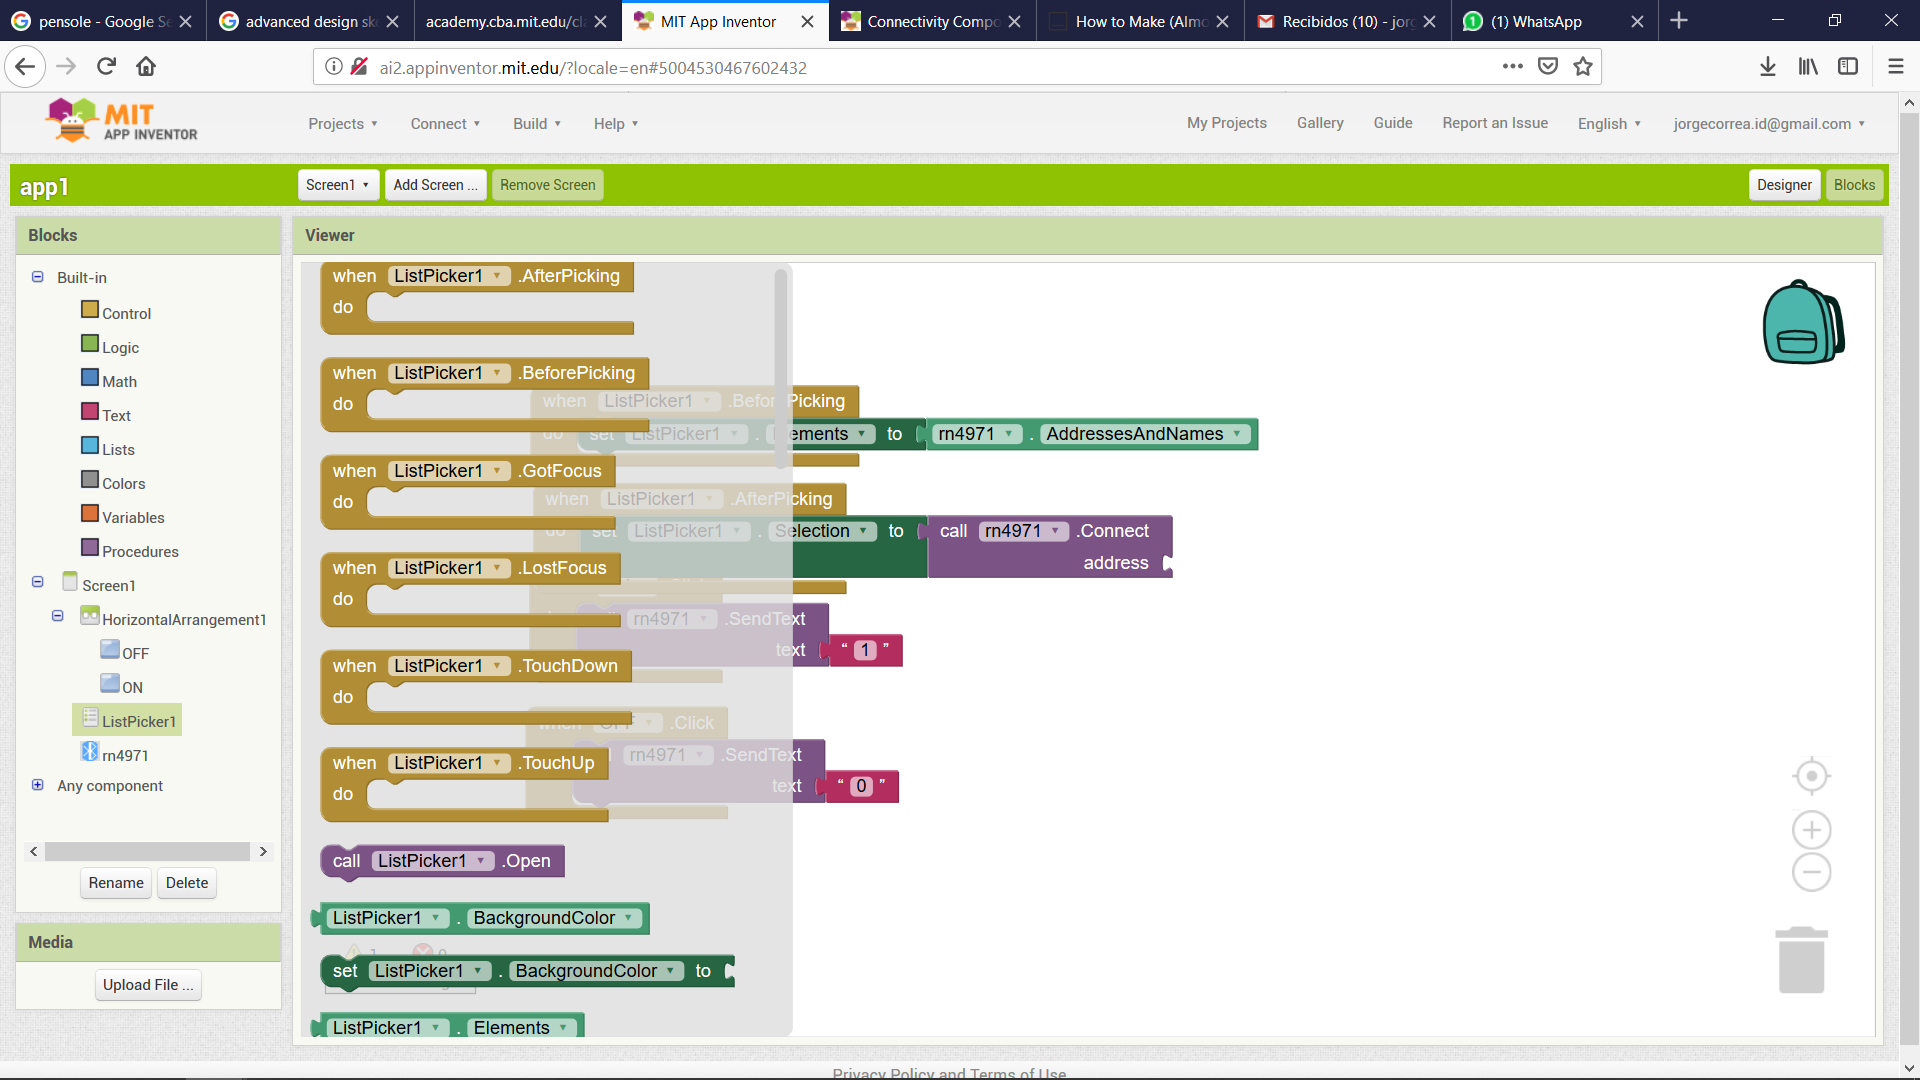 pensole - Google Se
advanced design ske
academy.cba.mit.edu/cla
MIT App Inventor
Connectivity Compo
How to Make (Almo
Recibidos (10) - jorg
(1) WhatsApp
ai2.appinventor.mit.edu/?locale=en#5004530467602432
MIT
APP INVENTOR
Projects
Connect
Build
Help
My Projects
Gallery
Guide
Report an Issue
English
jorgecorrea.id@gmail.com
app1
Screen1
Add Screen ...
Remove Screen
Designer
Blocks
Blocks
Built-in
Control
Logic
Math
Text
Lists
Colors
Variables
Procedures
Screen1
HorizontalArrangement1
OFF
ON
ListPicker1
rn4971
Any component
Rename
Delete
Media
Upload File ...
Viewer
when ListPicker1 .AfterPicking
do
when ListPicker1 .BeforePicking
do
when ListPicker1 .GotFocus
do
when ListPicker1 .LostFocus
do
when ListPicker1 .TouchDown
do
when ListPicker1 .TouchUp
do
call ListPicker1 .Open
ListPicker1 . BackgroundColor
set ListPicker1 . BackgroundColor to
ListPicker1 . Elements
when ListPicker1 .BeforePicking
do set ListPicker1 . Elements to rn4971 . AddressesAndNames
when ListPicker1 .AfterPicking
do set ListPicker1 . Selection to call rn4971 .Connect
address
rn4971 .SendText
text " 1 "
when OFF .Click
rn4971 .SendText
text " 0 "
Privacy Policy and Terms of Use